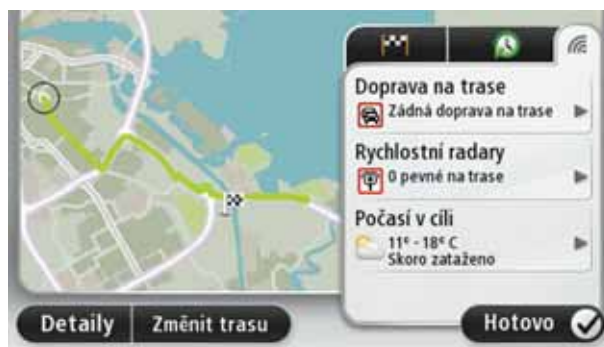 Doprava na trase
Žádná doprava na trase
Rychlostní radary
0 pevné na trase
Počasí v cíli
11° - 18° C
Skoro zataženo
Detaily
Změnit trasu
Hotovo